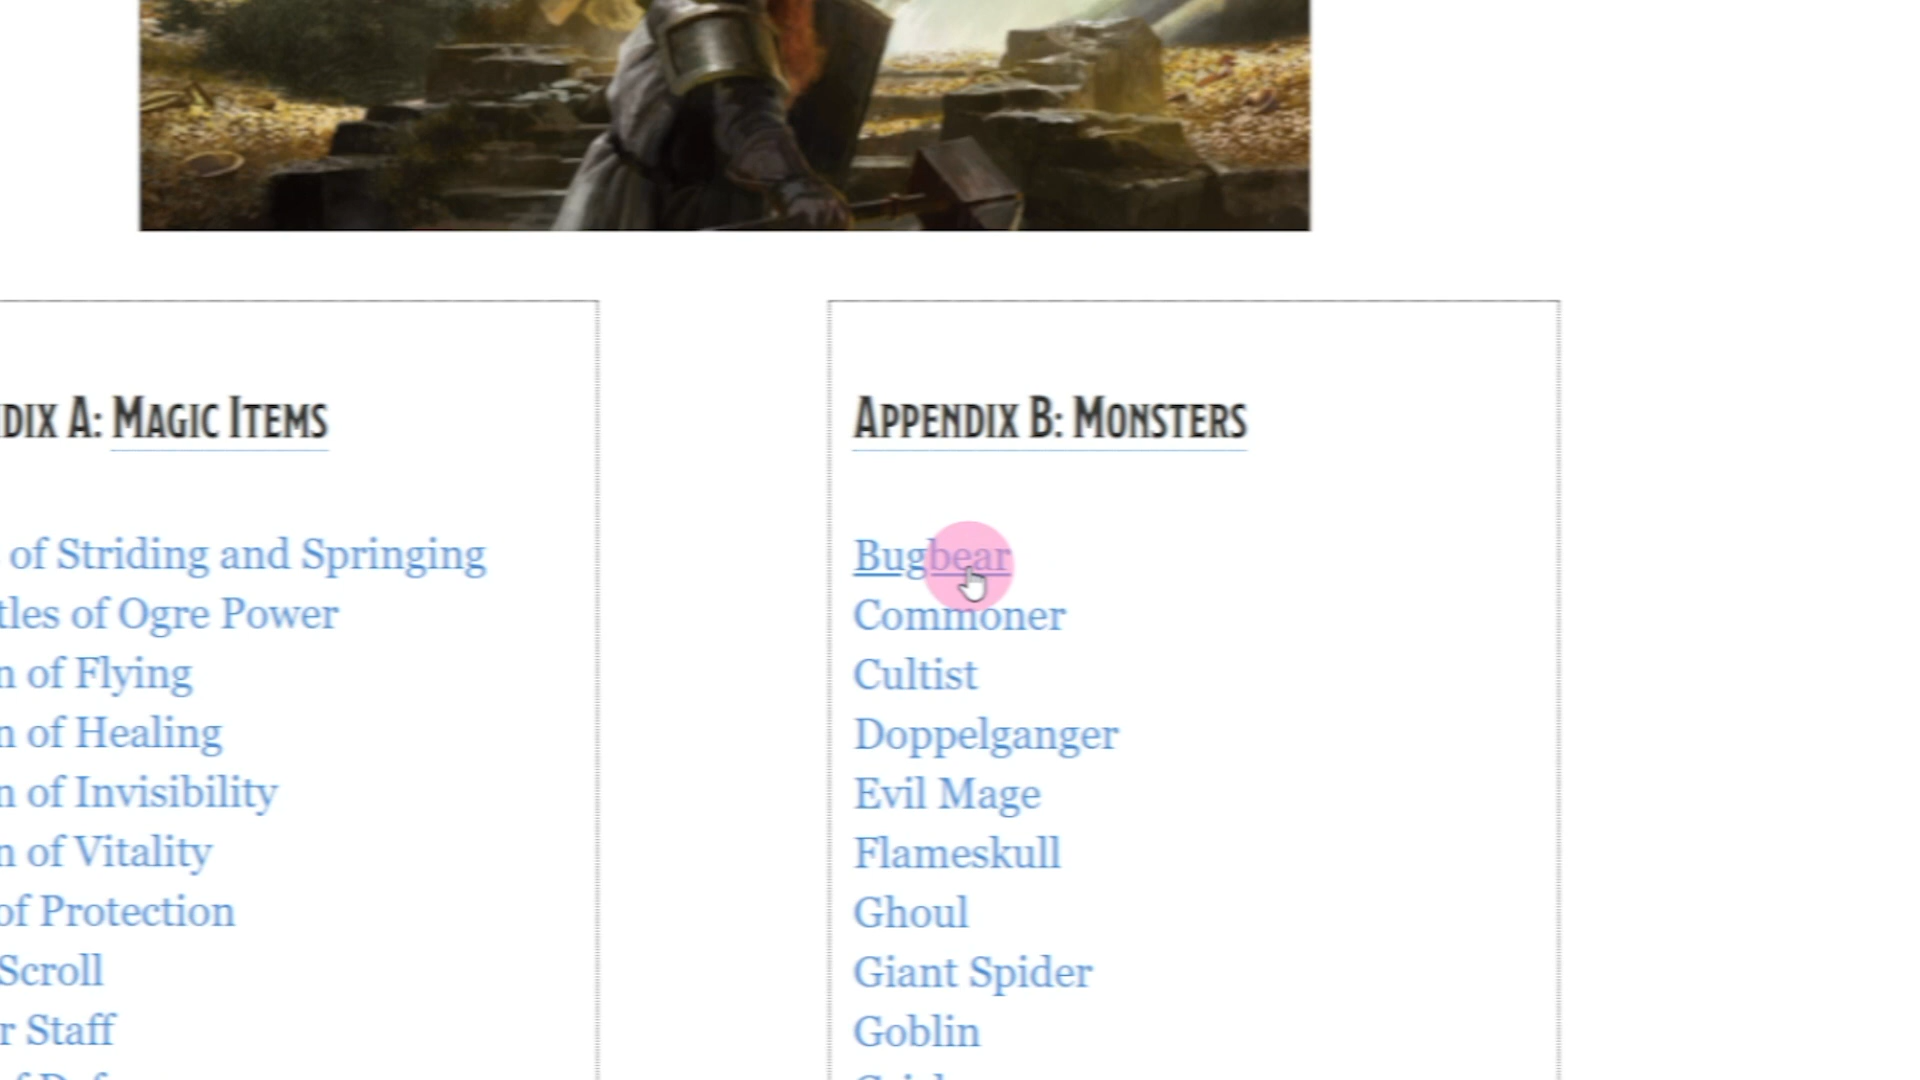 dix A: Magic Items
of Striding and Springing
tles of Ogre Power
n of Flying
n of Healing
n of Invisibility
n of Vitality
of Protection
Scroll
r Staff
Appendix B: Monsters
Bugbear
Commoner
Cultist
Doppelganger
Evil Mage
Flameskull
Ghoul
Giant Spider
Goblin